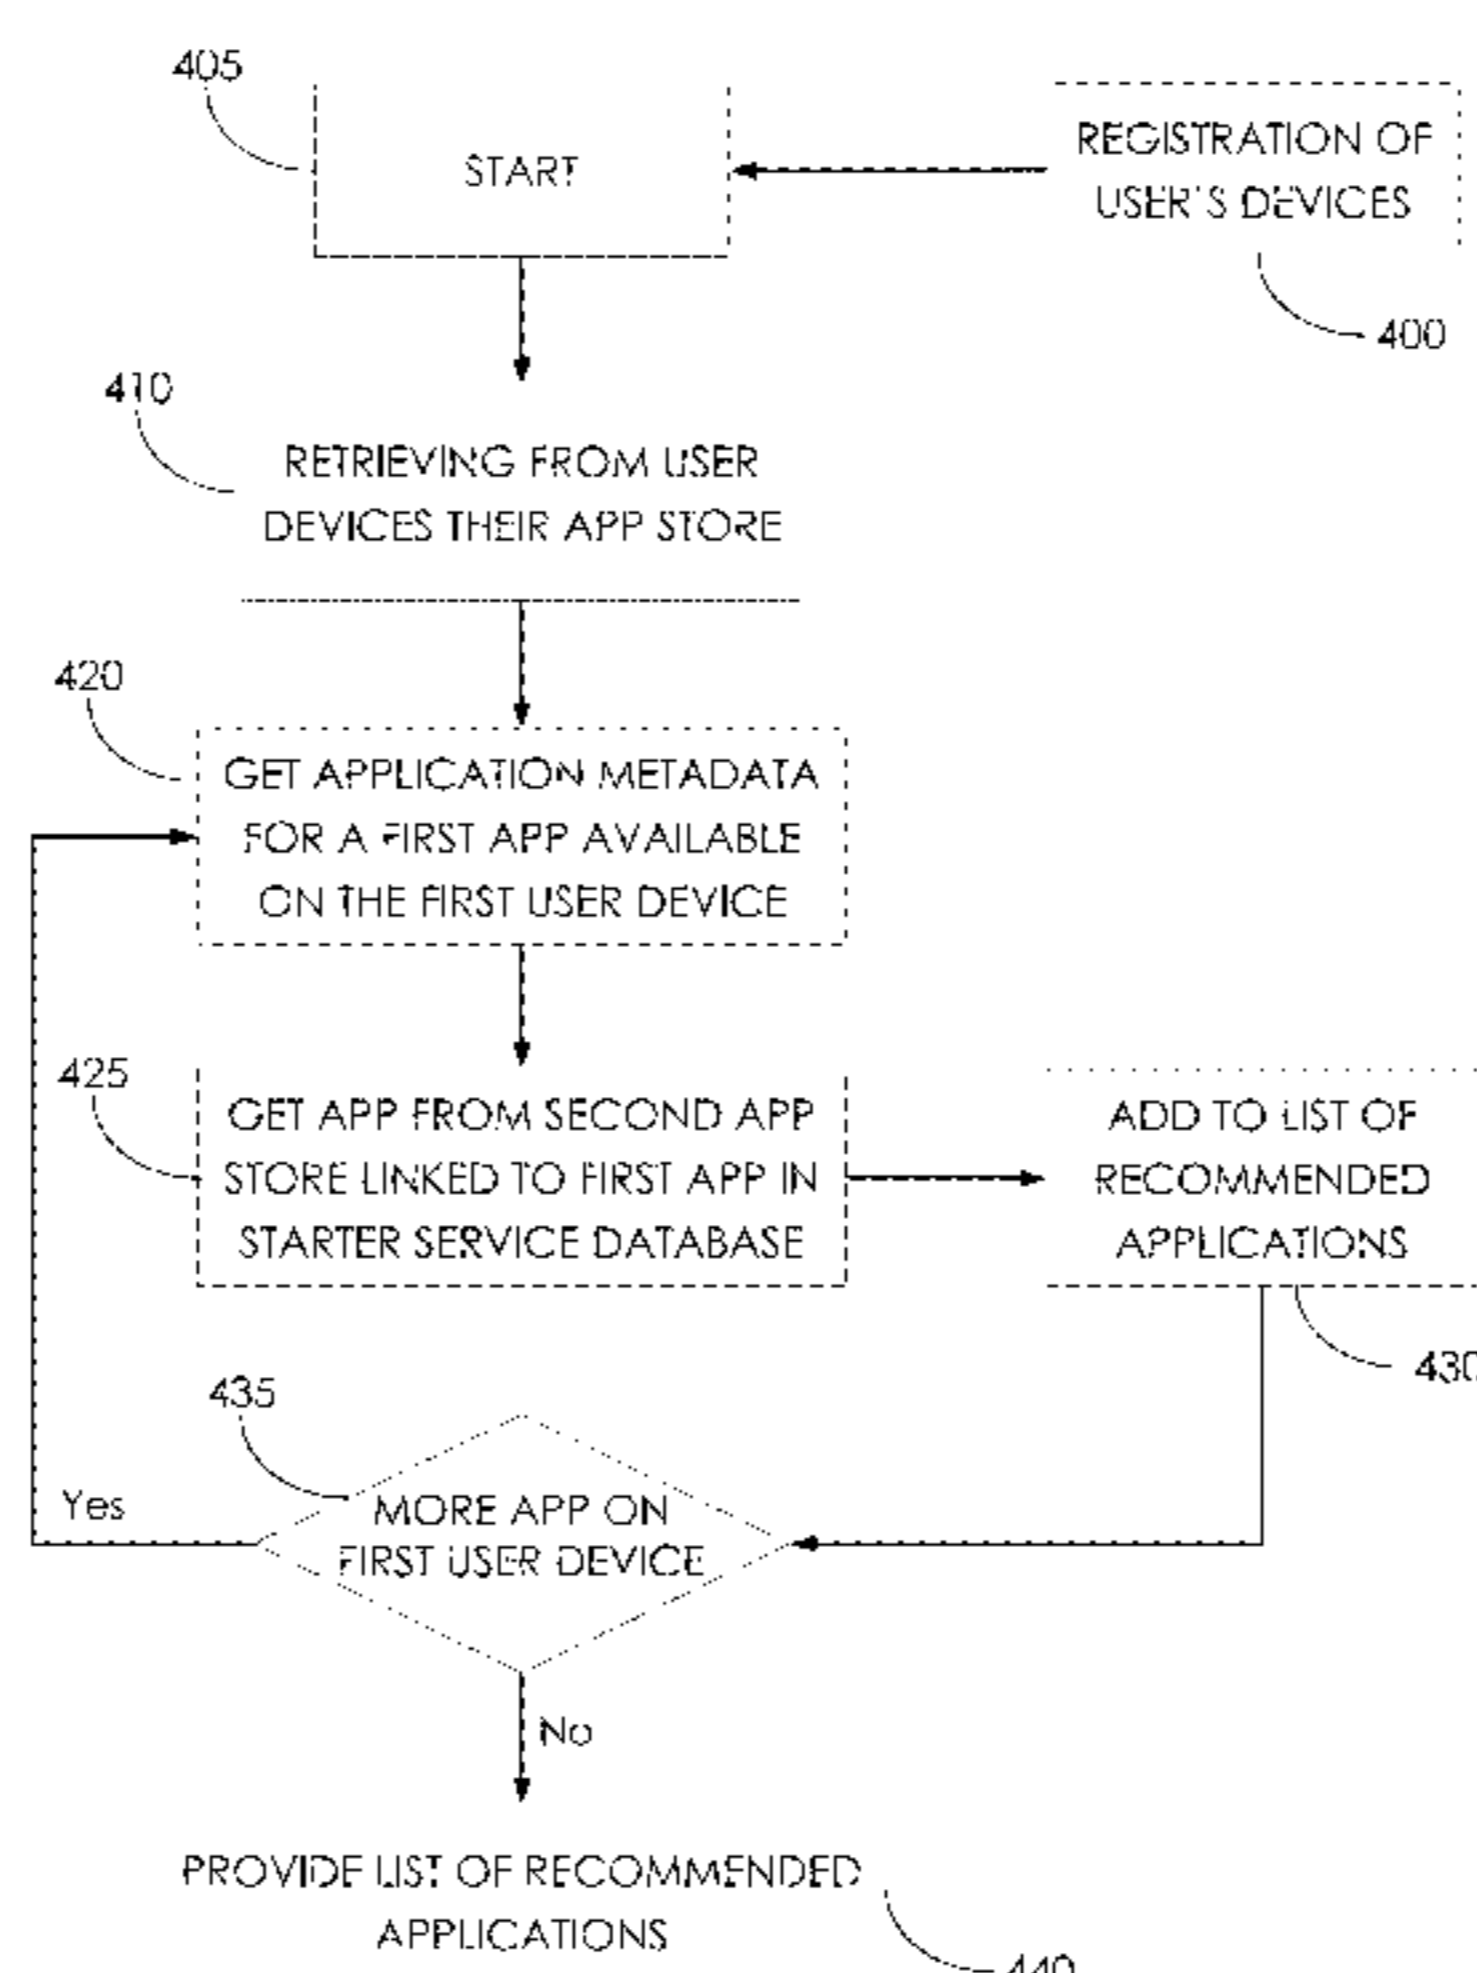 405
START
REGISTRATION OF
USER'S DEVICES
400
410
RETRIEVING FROM USER
DEVICES THEIR APP STORE
420
GET APPLICATION METADATA
FOR A FIRST APP AVAILABLE
ON THE FIRST USER DEVICE
425
GET APP FROM SECOND APP
STORE LINKED TO FIRST APP IN
STARTER SERVICE DATABASE
ADD TO LIST OF
RECOMMENDED
APPLICATIONS
430
435
MORE APP ON
FIRST USER DEVICE
Yes
No
PROVIDE LIST OF RECOMMENDED
APPLICATIONS
440